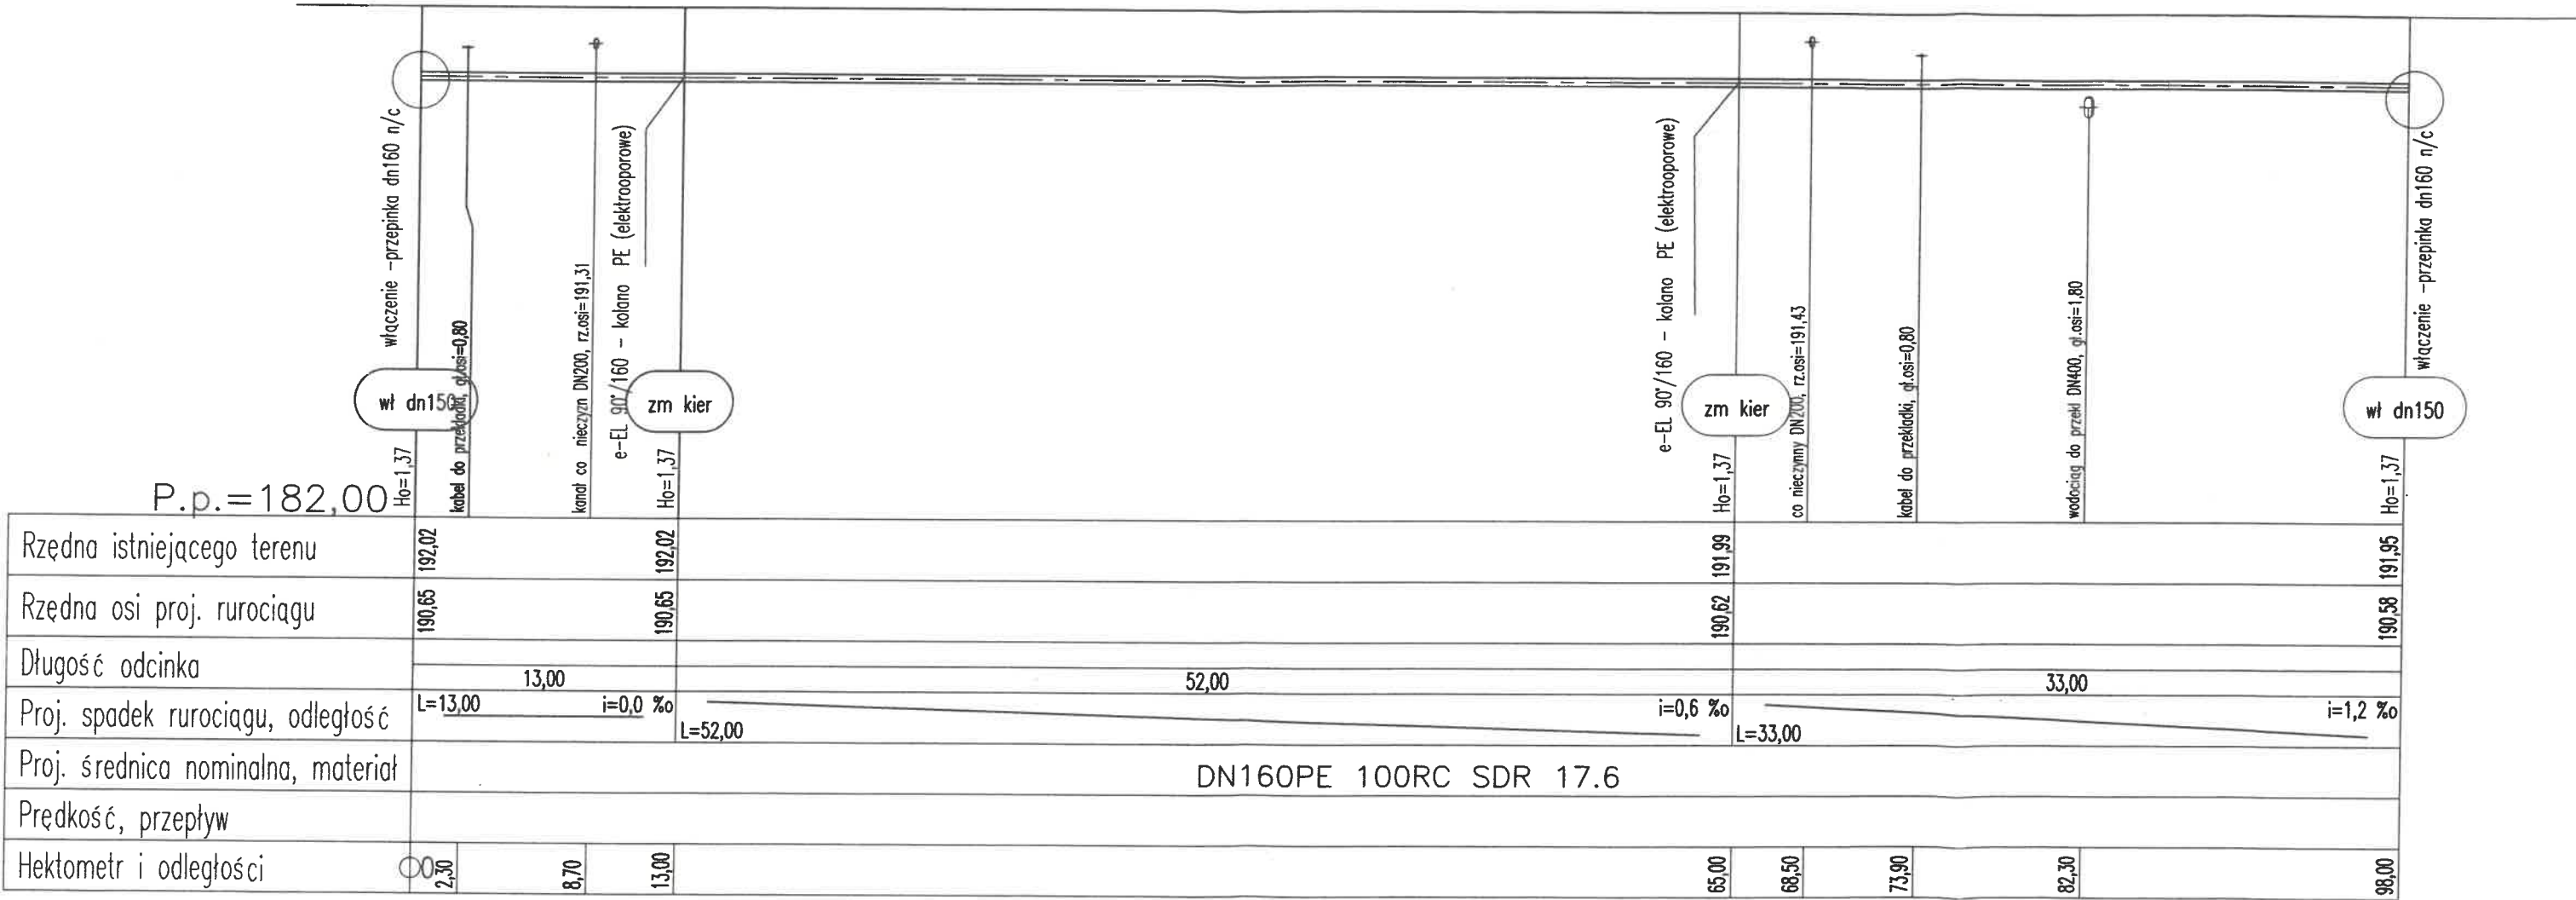 włączenie -przepinka dn160 n/c
kabel do przekładki, gł.osi=0,80
kanał co nieczyzn DN200, rz.osi=191,31
e-EL 90°/160 - kolano PE (elektrooporowe)
e-EL 90°/160 - kolano PE (elektrooporowe)
co nieczynny DN200, rz.osi=191,43
kabel do przekładki, gł.osi=0,80
wodociąg do przekł DN400, gł.osi=1,80
włączenie -przepinka dn160 n/c
wł dn150
zm kier
zm kier
wł dn150
Ho=1,37
Ho=1,37
Ho=1,37
Ho=1,37
P.p.=182,00
Rzędna istniejącego terenu
192,02
192,02
191,99
191,95
Rzędna osi proj. rurociągu
190,65
190,65
190,62
190,58
Długość odcinka
13,00
52,00
33,00
Proj. spadek rurociągu, odległość
L=13,00
i=0,0 ‰
L=52,00
i=0,6 ‰
L=33,00
i=1,2 ‰
Proj. średnica nominalna, materiał
DN160PE 100RC SDR 17.6
Prędkość, przepływ
Hektometr i odległości
00
2,30
8,70
13,00
65,00
68,50
73,90
82,30
98,00